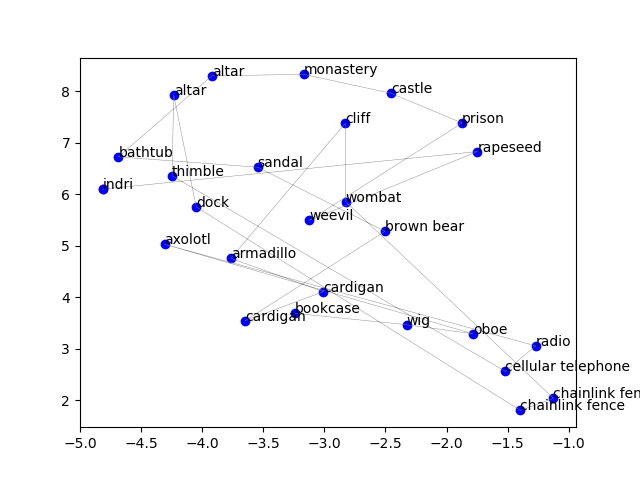 altar
monastery
altar
castle
cliff
prison
rapeseed
bathtub
sandal
thimble
indri
dock
wombat
weevil
brown bear
axolotl
armadillo
cardigan
bookcase
cardigan
wig
oboe
radio
cellular telephone
chainlink fen
chainlink fence
8
7
6
5
4
3
2
−5.0 −4.5 −4.0 −3.5 −3.0 −2.5 −2.0 −1.5 −1.0